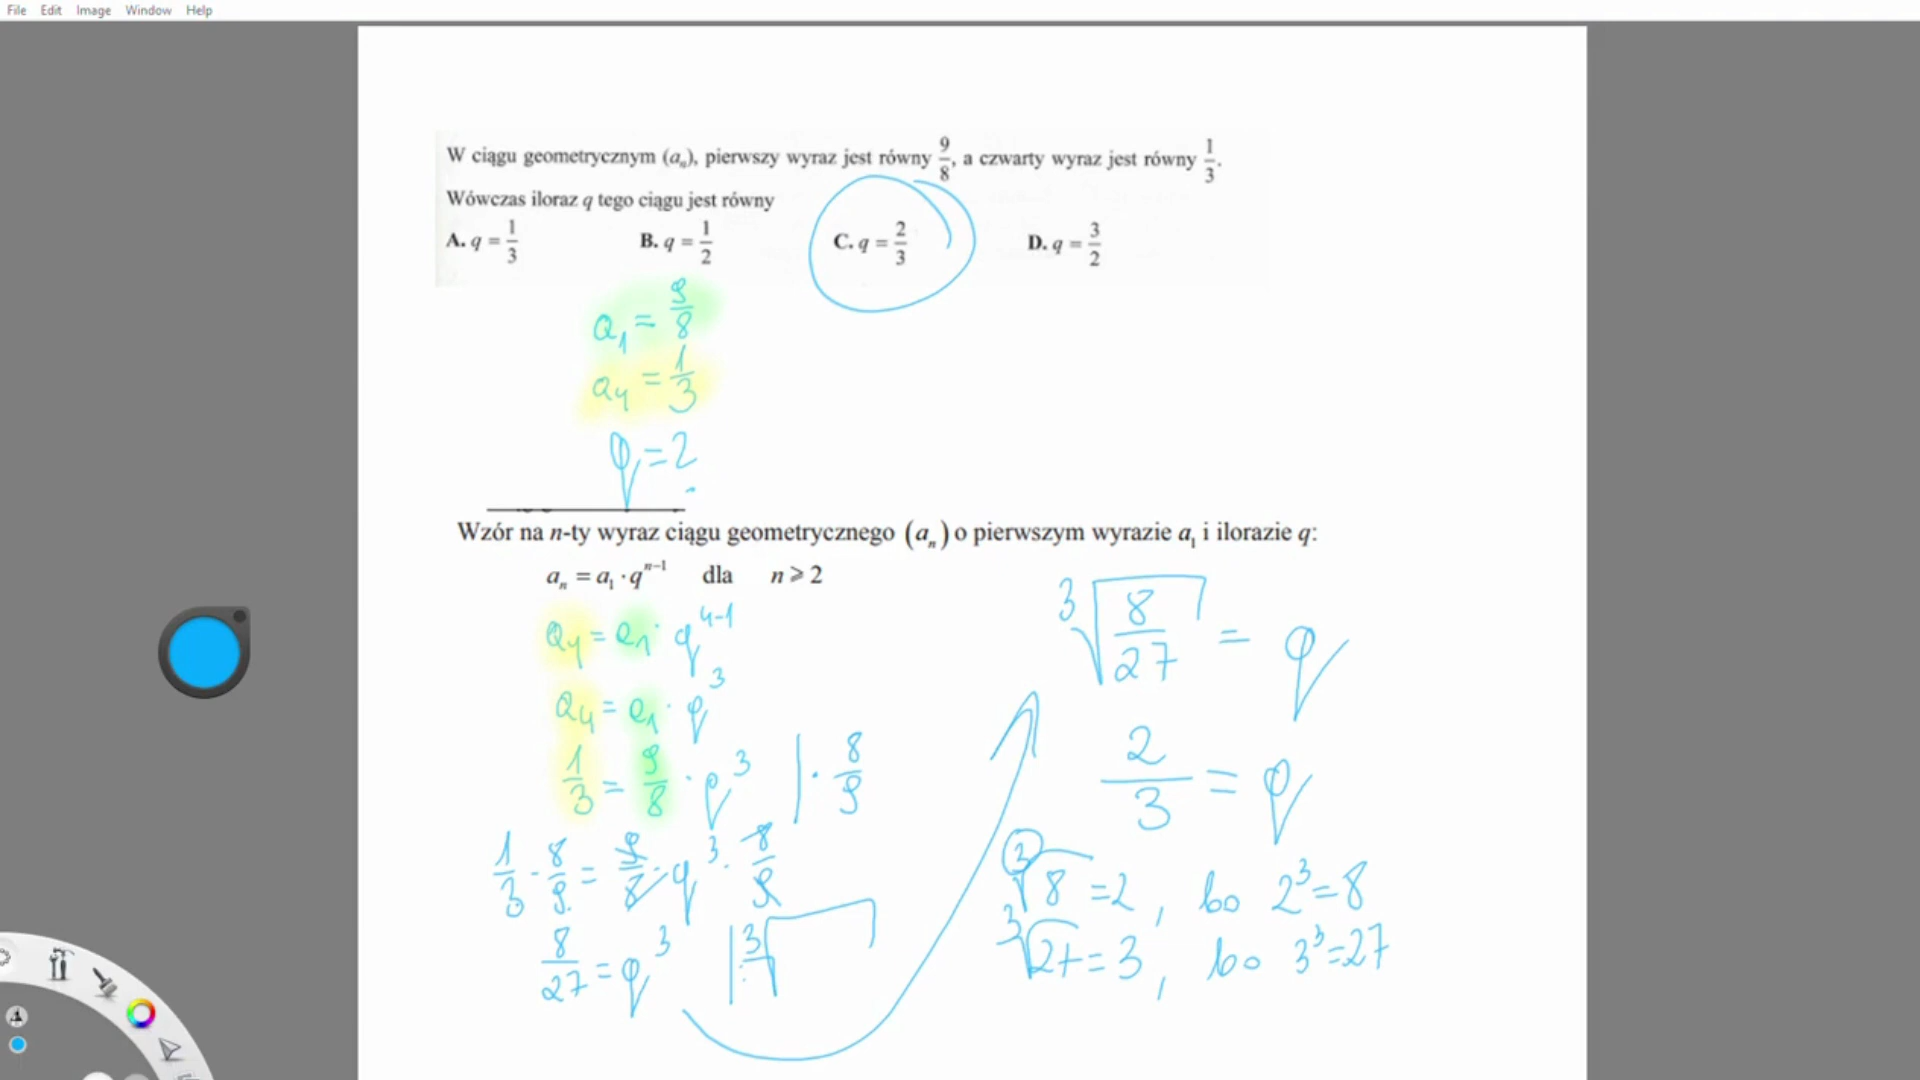 File Edit Image Window Help
W ciągu geometrycznym (aₙ), pierwszy wyraz jest równy 9/8, a czwarty wyraz jest równy 1/3.
Wówczas iloraz q tego ciągu jest równy
A. q = 1/3 B. q = 1/2 C. q = 2/3 D. q = 3/2
a₁ = 9/8
a₄ = 1/3
q = ?
Wzór na n-ty wyraz ciągu geometrycznego (aₙ) o pierwszym wyrazie a₁ i ilorazie q:
aₙ = a₁ · qⁿ⁻¹ dla n ⩾ 2
a₄ = a₁ · q⁴⁻¹
a₄ = a₁ · q³
1/3 = 9/8 · q³ | · 8/9
1/3 · 8/9 = 9/8 · q³ · 8/9
8/27 = q³ | ∛
∛(8/27) = q
2/3 = q
∛8 = 2, bo 2³ = 8
∛27 = 3, bo 3³ = 27